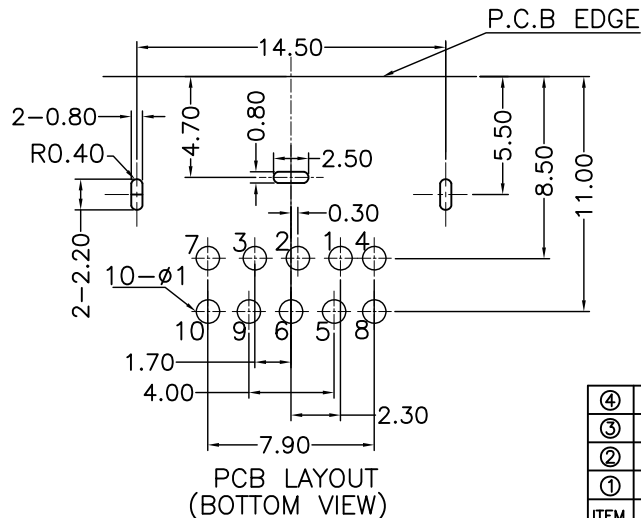 P.C.B EDGE
14.50
2-0.80
R0.40
4.70
0.80
2.50
5.50
8.50
11.00
2-2.20
0.30
7 3 2 1 4
10-ø1
10 9 6 5 8
1.70
4.00
2.30
7.90
PCB LAYOUT
(BOTTOM VIEW)
④
③
②
①
ITEM